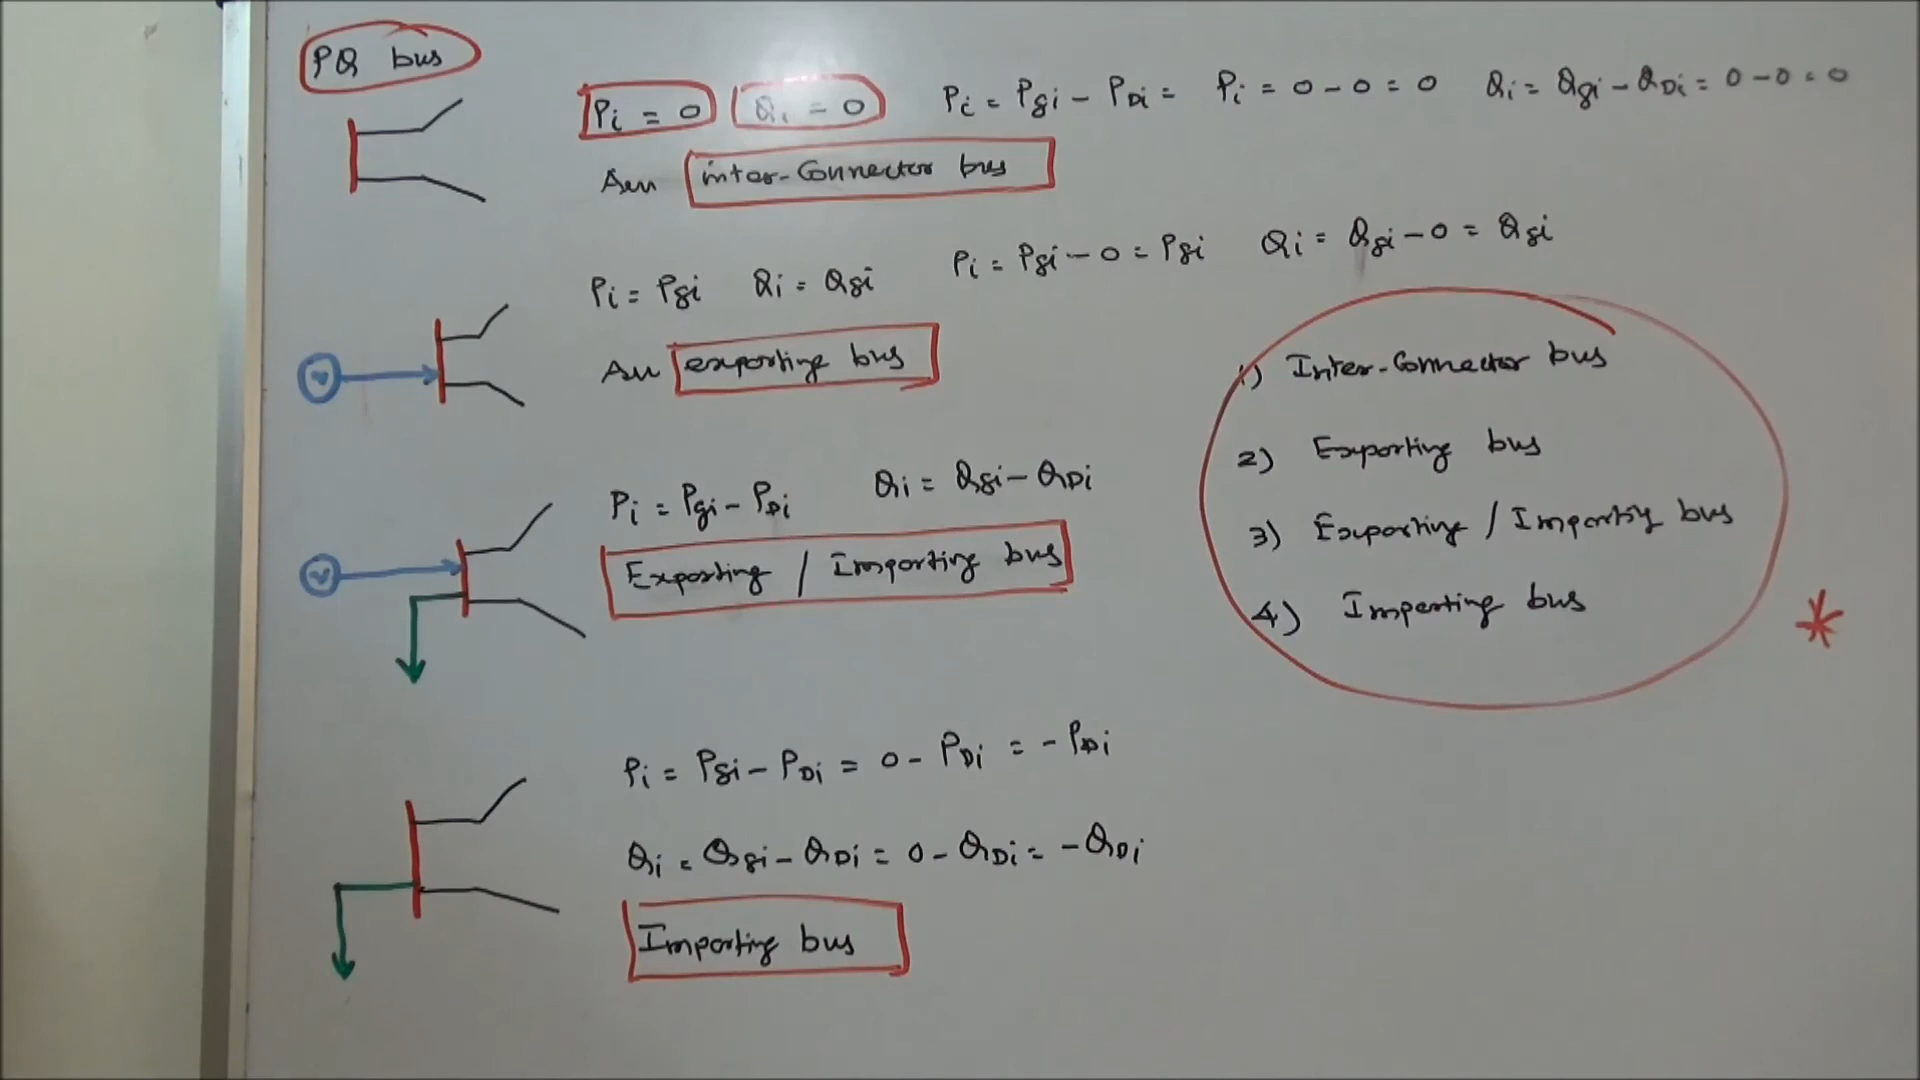 PQ bus
Pi = 0 Qi = 0 Pi = Pgi - PDi = Pi = 0 - 0 = 0 Qi = Qgi - QDi = 0 - 0 = 0
inter-Connector bus
Pi = Pgi Qi = Qgi Pi = Pgi - 0 = Pgi Qi = Qgi - 0 = Qgi
exporting bus
Pi = Pgi - PDi Qi = Qgi - QDi
Exporting / Importing bus
Pi = Pgi - PDi = 0 - PDi = - PDi
Qi = Qgi - QDi = 0 - QDi = - QDi
Importing bus
1) Inter-Connector bus
2) Exporting bus
3) Exporting / Importing bus
4) Importing bus
*